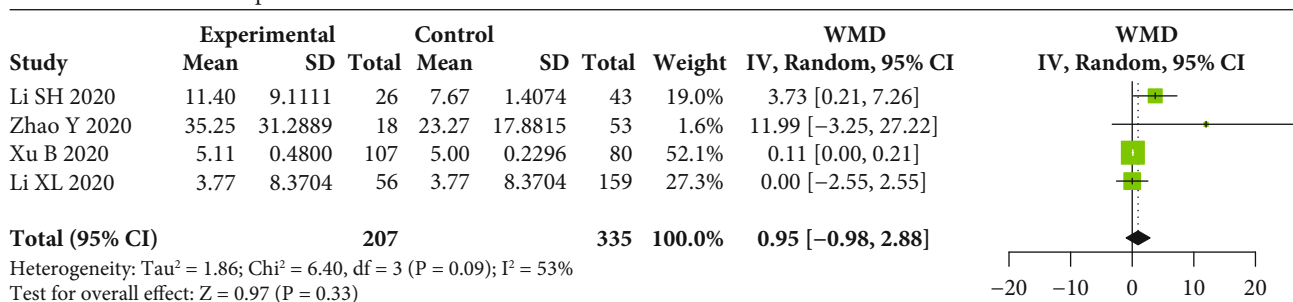 Experimental Control WMD WMD
Study Mean SD Total Mean SD Total Weight IV, Random, 95% CI IV, Random, 95% CI
Li SH 2020 11.40 9.1111 26 7.67 1.4074 43 19.0% 3.73 [0.21, 7.26]
Zhao Y 2020 35.25 31.2889 18 23.27 17.8815 53 1.6% 11.99 [−3.25, 27.22]
Xu B 2020 5.11 0.4800 107 5.00 0.2296 80 52.1% 0.11 [0.00, 0.21]
Li XL 2020 3.77 8.3704 56 3.77 8.3704 159 27.3% 0.00 [−2.55, 2.55]
Total (95% CI) 207 335 100.0% 0.95 [−0.98, 2.88]
Heterogeneity: Tau² = 1.86; Chi² = 6.40, df = 3 (P = 0.09); I² = 53%
Test for overall effect: Z = 0.97 (P = 0.33)
−20 −10 0 10 20